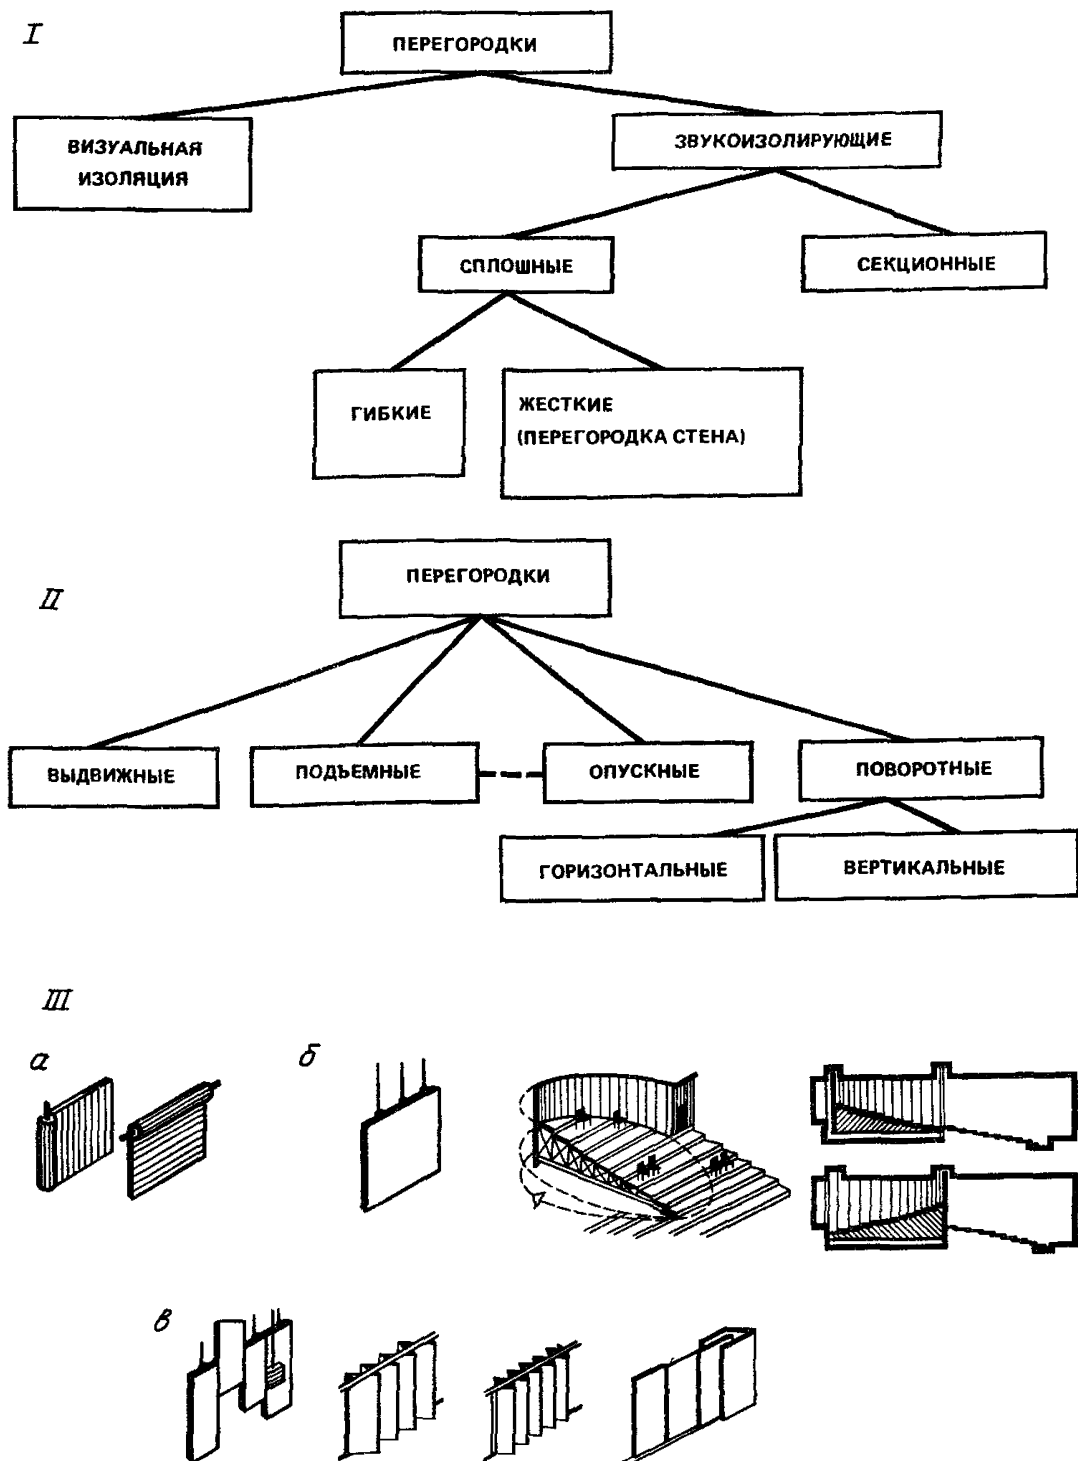 I
ПЕРЕГОРОДКИ
ВИЗУАЛЬНАЯ
ИЗОЛЯЦИЯ
ЗВУКОИЗОЛИРУЮЩИЕ
СПЛОШНЫЕ
СЕКЦИОННЫЕ
ГИБКИЕ
ЖЕСТКИЕ
(ПЕРЕГОРОДКА СТЕНА)
II
ПЕРЕГОРОДКИ
ВЫДВИЖНЫЕ
ПОДЪЕМНЫЕ
ОПУСКНЫЕ
ПОВОРОТНЫЕ
ГОРИЗОНТАЛЬНЫЕ
ВЕРТИКАЛЬНЫЕ
III
а
б
в